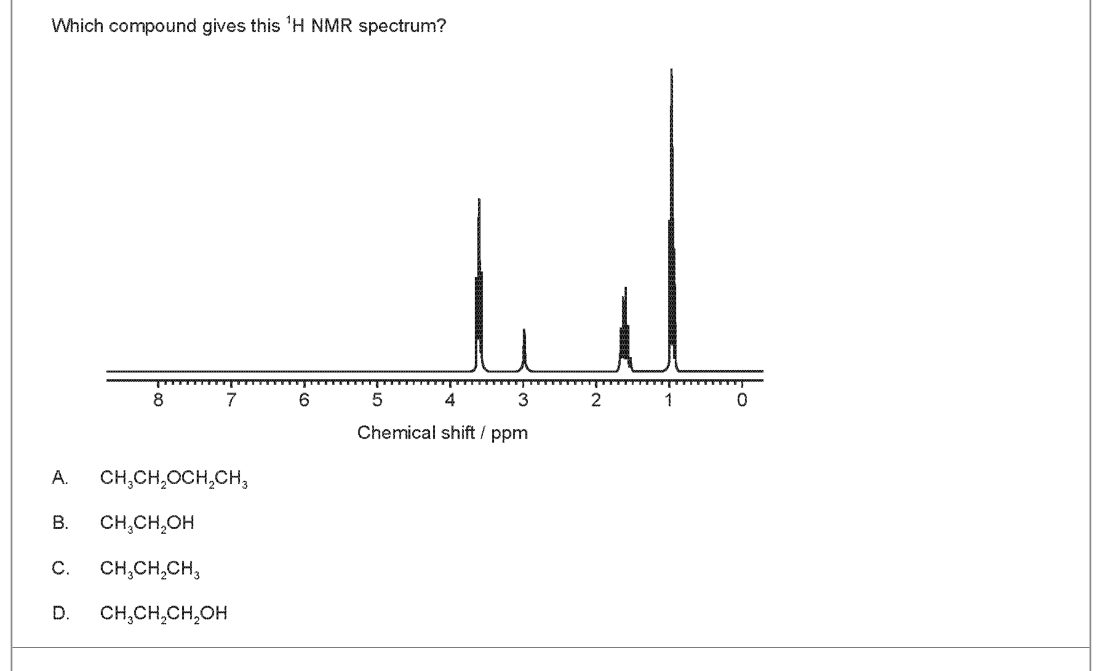 Which compound gives this ¹H NMR spectrum?
8 7 6 5 4 3 2 1 0
Chemical shift / ppm
A. CH₃CH₂OCH₂CH₃
B. CH₃CH₂OH
C. CH₃CH₂CH₃
D. CH₃CH₂CH₂OH